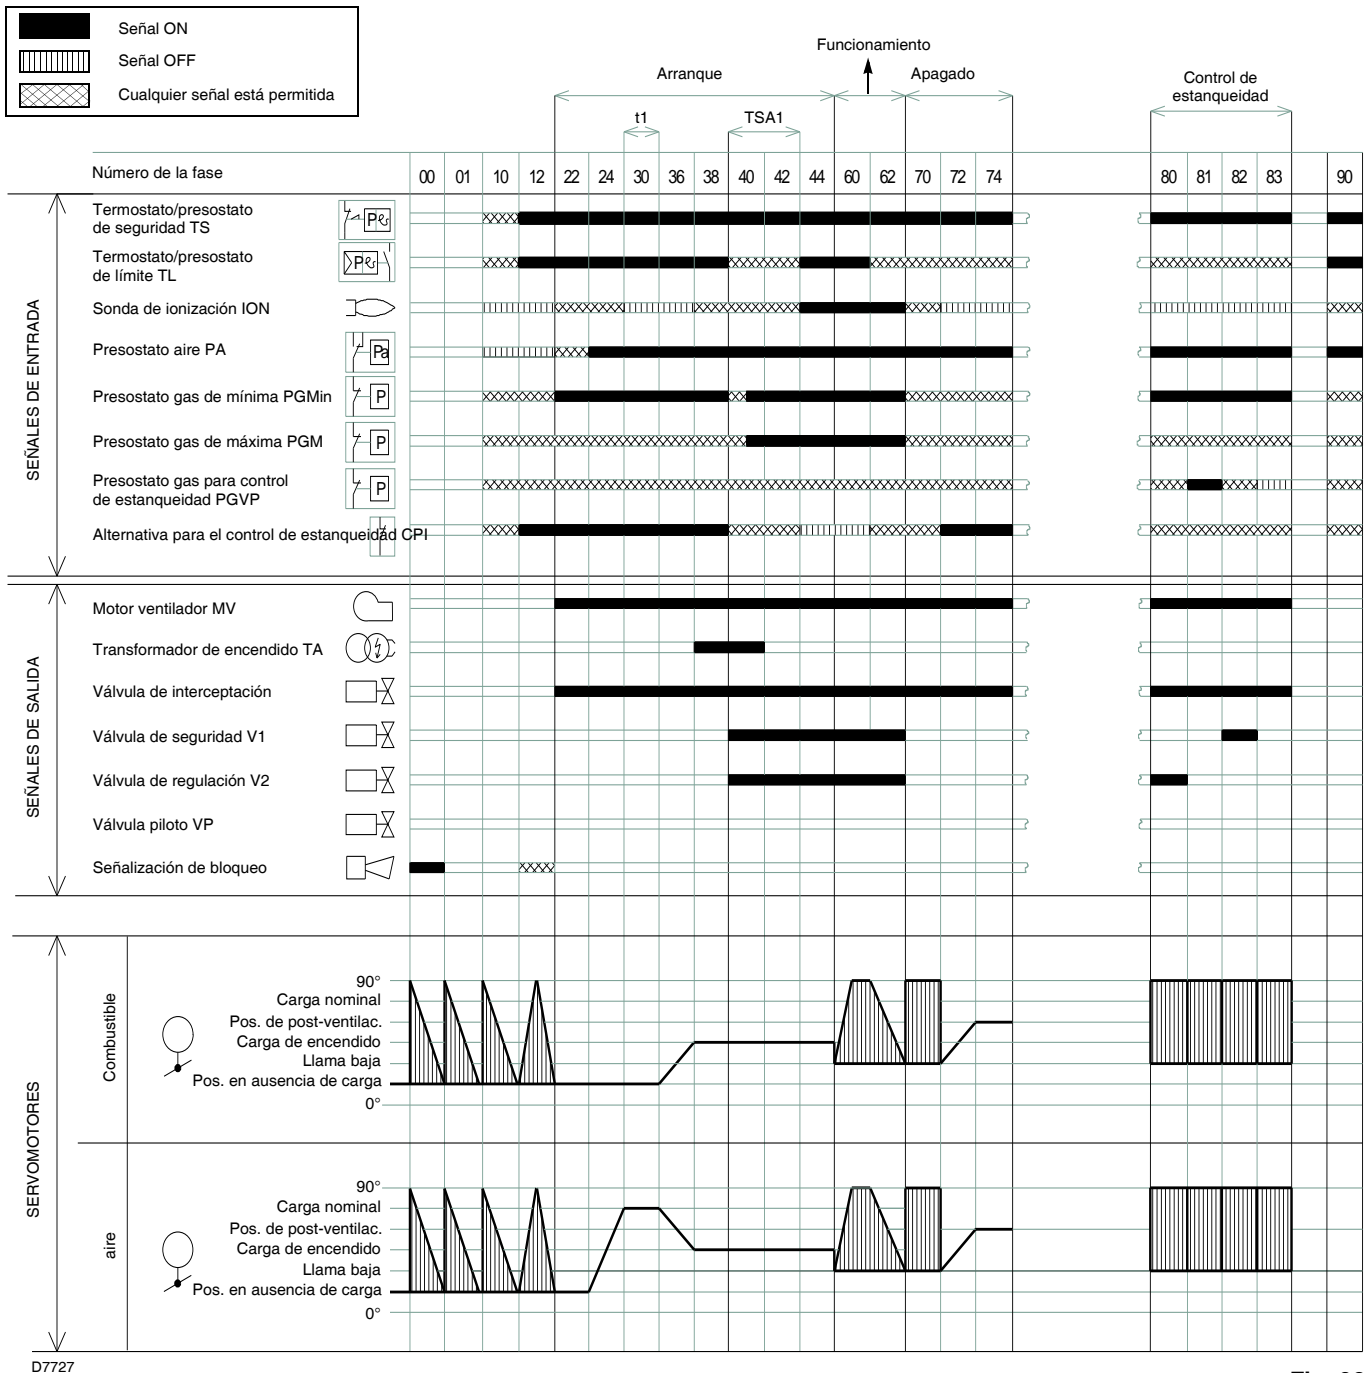 Señal ON
Señal OFF
Cualquier señal está permitida
Funcionamiento
Arranque
Apagado
Control de
estanqueidad
t1
TSA1
Número de la fase
00 01 10 12 22 24 30 36 38 40 42 44 60 62 70 72 74 80 81 82 83 90
SEÑALES DE ENTRADA
Termostato/presostato
de seguridad TS
Termostato/presostato
de límite TL
Sonda de ionización ION
Presostato aire PA
Pa
Presostato gas de mínima PGMin
P
Presostato gas de máxima PGM
P
Presostato gas para control
de estanqueidad PGVP
P
Alternativa para el control de estanqueidad CPI
SEÑALES DE SALIDA
Motor ventilador MV
Transformador de encendido TA
Válvula de interceptación
Válvula de seguridad V1
Válvula de regulación V2
Válvula piloto VP
Señalización de bloqueo
SERVOMOTORES
Combustible
90°
Carga nominal
Pos. de post-ventilac.
Carga de encendido
Llama baja
Pos. en ausencia de carga
0°
aire
90°
Carga nominal
Pos. de post-ventilac.
Carga de encendido
Llama baja
Pos. en ausencia de carga
0°
D7727